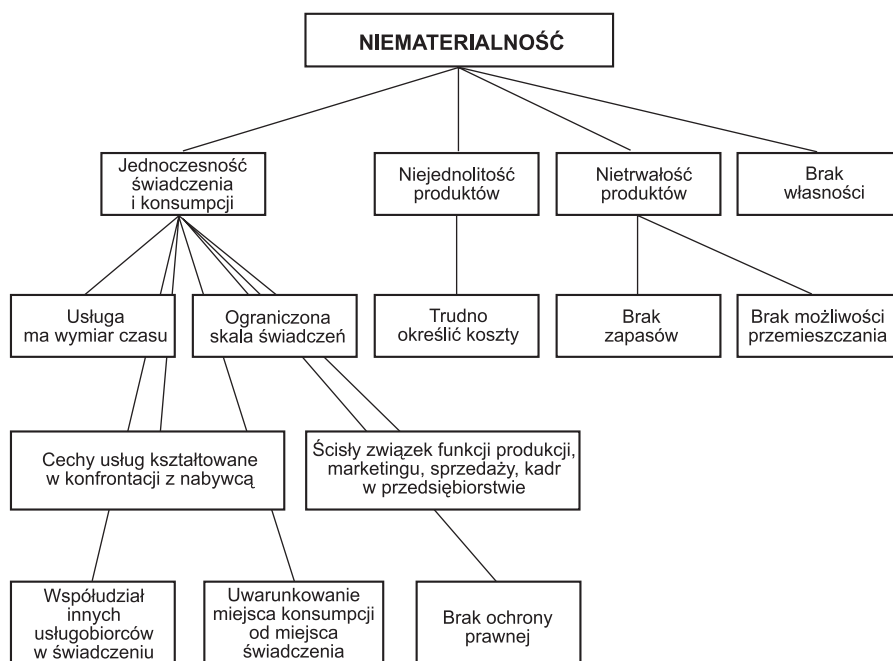 NIEMATERIALNOŚĆ
Jednoczesność
świadczenia
i konsumpcji
Niejednolitość
produktów
Nietrwałość
produktów
Brak
własności
Usługa
ma wymiar czasu
Ograniczona
skala świadczeń
Trudno
określić koszty
Brak
zapasów
Brak możliwości
przemieszczania
Cechy usług kształtowane
w konfrontacji z nabywcą
Ścisły związek funkcji produkcji,
marketingu, sprzedaży, kadr
w przedsiębiorstwie
Współudział
innych
usługobiorców
w świadczeniu
Uwarunkowanie
miejsca konsumpcji
od miejsca
świadczenia
Brak ochrony
prawnej